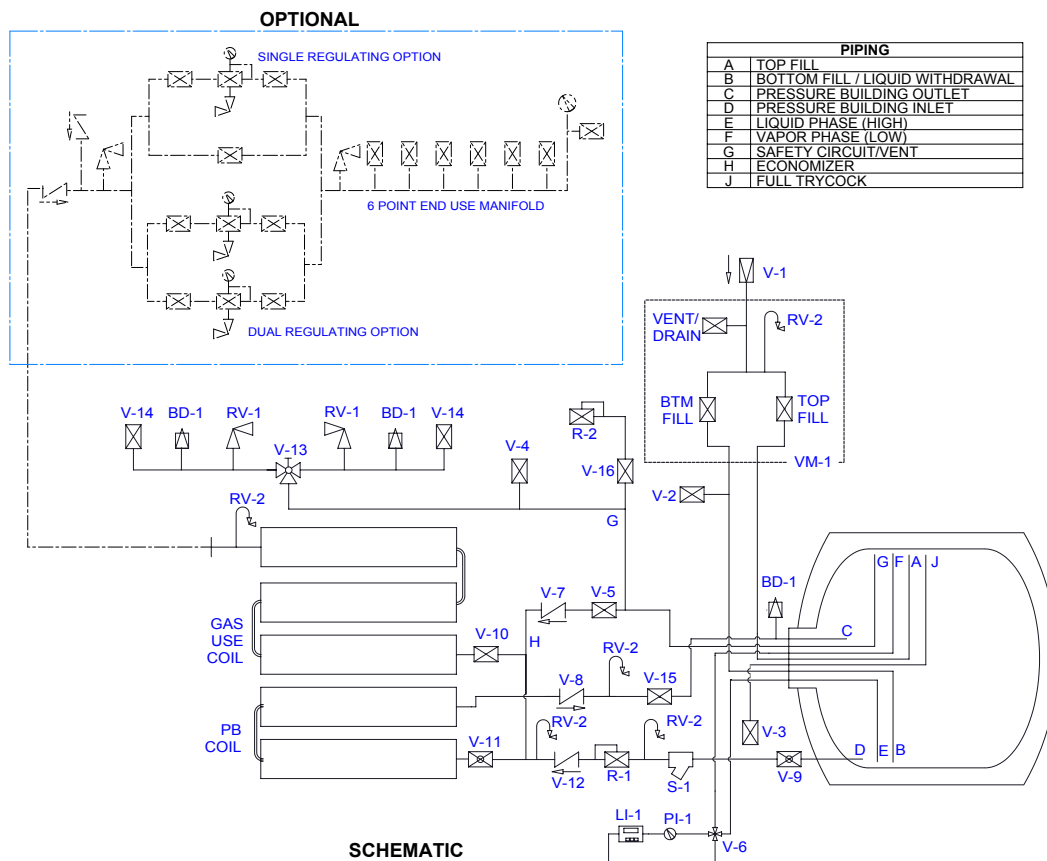 OPTIONAL
SINGLE REGULATING OPTION
6 POINT END USE MANIFOLD
DUAL REGULATING OPTION
PIPING
A TOP FILL
B BOTTOM FILL / LIQUID WITHDRAWAL
C PRESSURE BUILDING OUTLET
D PRESSURE BUILDING INLET
E LIQUID PHASE (HIGH)
F VAPOR PHASE (LOW)
G SAFETY CIRCUIT/VENT
H ECONOMIZER
J FULL TRYCOCK
V-1
VENT/
DRAIN
RV-2
BTM
FILL
TOP
FILL
VM-1
V-14
BD-1
RV-1
RV-1
BD-1
V-14
V-13
V-4
R-2
V-16
V-2
G
RV-2
GAS
USE
COIL
V-7
V-5
H
V-10
BD-1
G F A J
C
RV-2
V-8
V-15
PB
COIL
V-11
RV-2
V-12
R-1
RV-2
S-1
V-3
V-9
D
E
B
LI-1
PI-1
V-6
SCHEMATIC